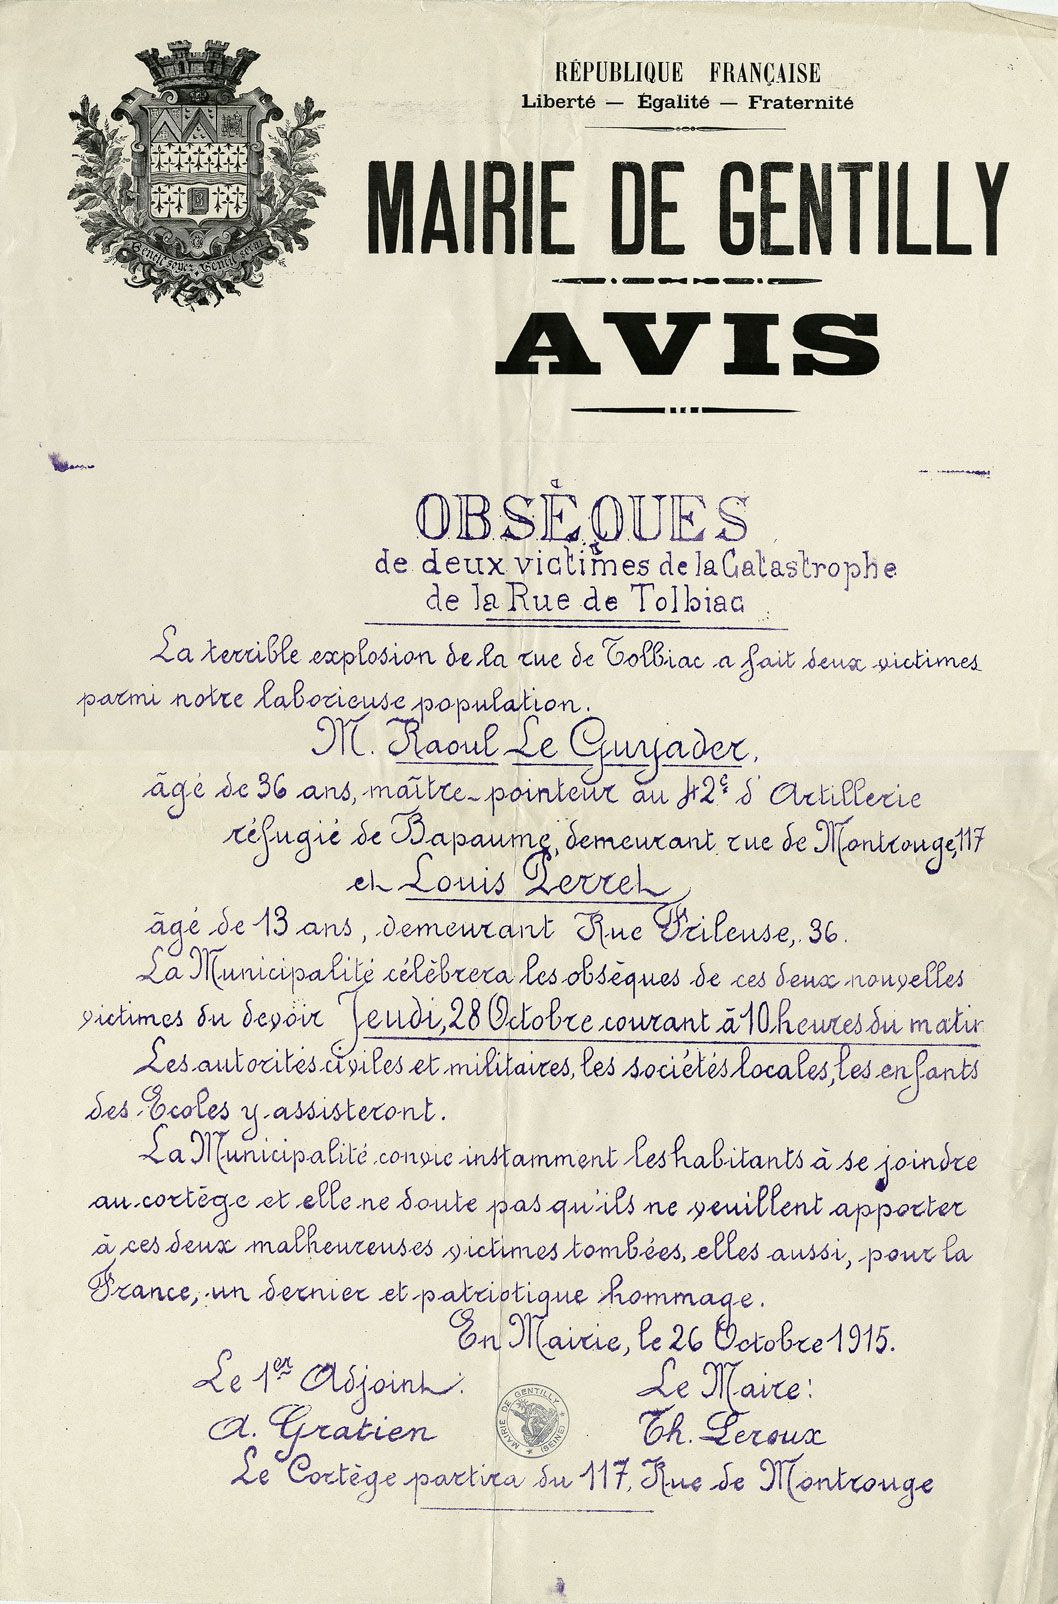 RÉPUBLIQUE FRANÇAISE
Liberté — Égalité — Fraternité
MAIRIE DE GENTILLY
AVIS
Gentil soyez, Gentil serai
OBSÈQUES
de deux victimes de la Catastrophe
de la Rue de Tolbiac
La terrible explosion de la rue de Tolbiac a fait deux victimes
parmi notre laborieuse population.
M. Raoul Le Guyader,
âgé de 36 ans, maître-pointeur au 42e d'Artillerie
réfugié de Bapaume, demeurant rue de Montrouge, 117
et Louis Perret,
âgé de 13 ans, demeurant Rue Frileuse, 36.
La Municipalité célèbrera les obsèques de ces deux nouvelles
victimes du devoir Jeudi, 28 Octobre courant à 10 heures du matin
Les autorités civiles et militaires, les sociétés locales, les enfants
des Ecoles y assisteront.
La Municipalité convie instamment les habitants à se joindre
au cortège et elle ne doute pas qu'ils ne veuillent apporter
à ces deux malheureuses victimes tombées, elles aussi, pour la
France, un dernier et patriotique hommage.
En Mairie, le 26 Octobre 1915.
Le 1er Adjoint:
A. Gratien
Le Maire:
Th. Leroux
MAIRIE DE GENTILLY (SEINE)
Le Cortège partira du 117, Rue de Montrouge